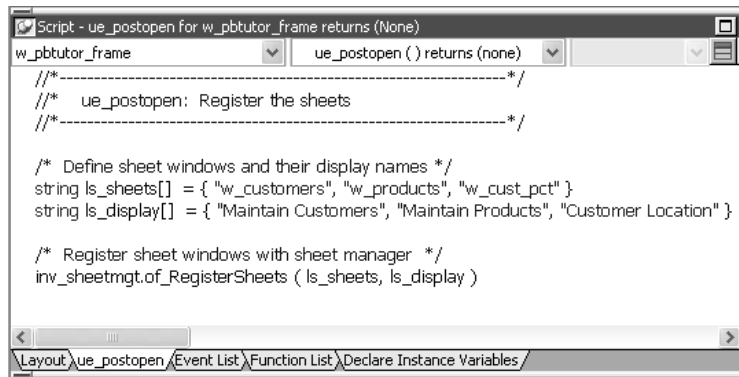 Script - ue_postopen for w_pbtutor_frame returns (None)
w_pbtutor_frame ue_postopen ( ) returns (none)
//*--------------------------------------------------------------------*/
//* ue_postopen: Register the sheets
//*--------------------------------------------------------------------*/
/* Define sheet windows and their display names */
string ls_sheets[] = { "w_customers", "w_products", "w_cust_pct" }
string ls_display[] = { "Maintain Customers", "Maintain Products", "Customer Location" }
/* Register sheet windows with sheet manager */
inv_sheetmgt.of_RegisterSheets ( ls_sheets, ls_display )
Layout ue_postopen Event List Function List Declare Instance Variables